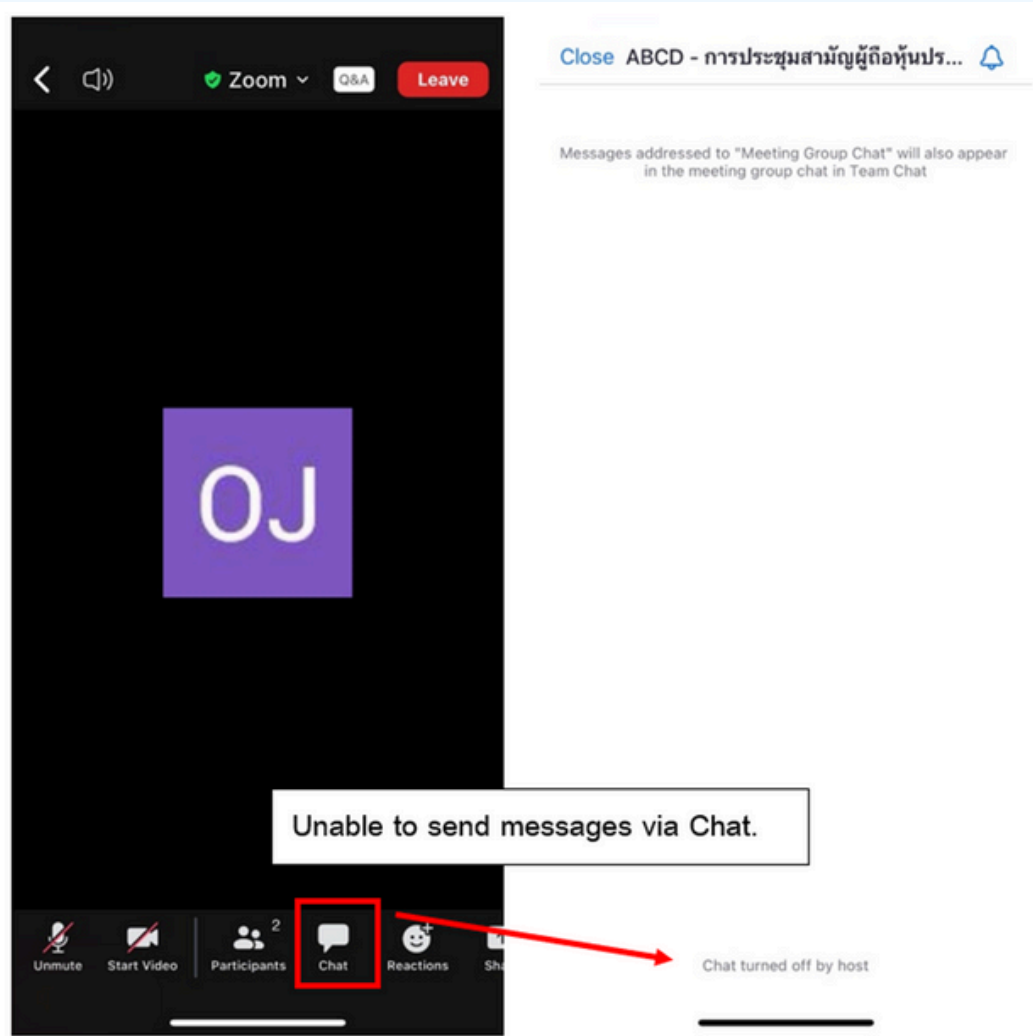 Zoom
Q&A
Leave
OJ
Unmute
Start Video
Participants
2
Chat
Reactions
Sha
Close
ABCD - การประชุมสามัญผู้ถือหุ้นปร...
Messages addressed to "Meeting Group Chat" will also appear
in the meeting group chat in Team Chat
Unable to send messages via Chat.
Chat turned off by host